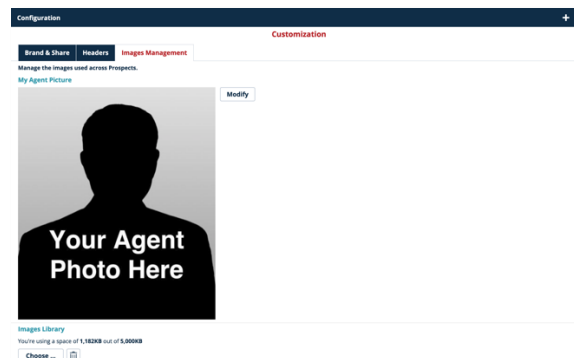 Configuration
Customization
Brand & Share Headers Images Management
Manage the images used across Prospects.
My Agent Picture
Modify
Your Agent
Photo Here
Images Library
You're using a space of 1,182KB out of 5,000KB
Choose ...